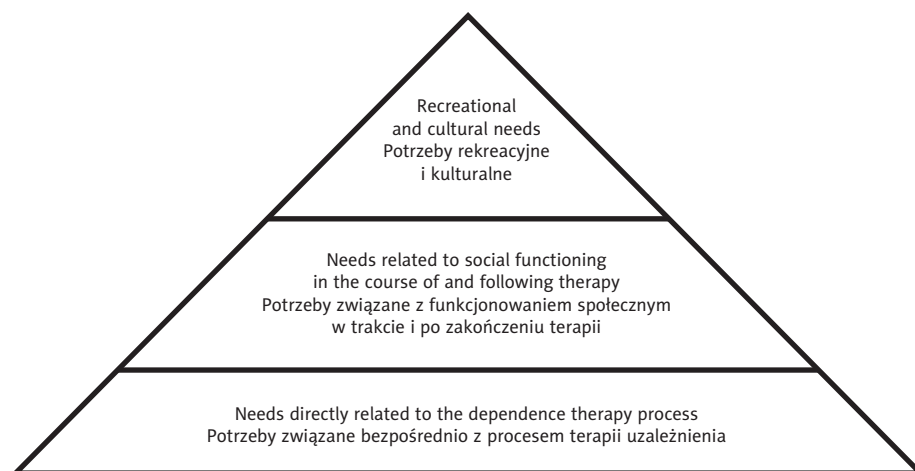 Recreational
and cultural needs
Potrzeby rekreacyjne
i kulturalne
Needs related to social functioning
in the course of and following therapy
Potrzeby związane z funkcjonowaniem społecznym
w trakcie i po zakończeniu terapii
Needs directly related to the dependence therapy process
Potrzeby związane bezpośrednio z procesem terapii uzależnienia